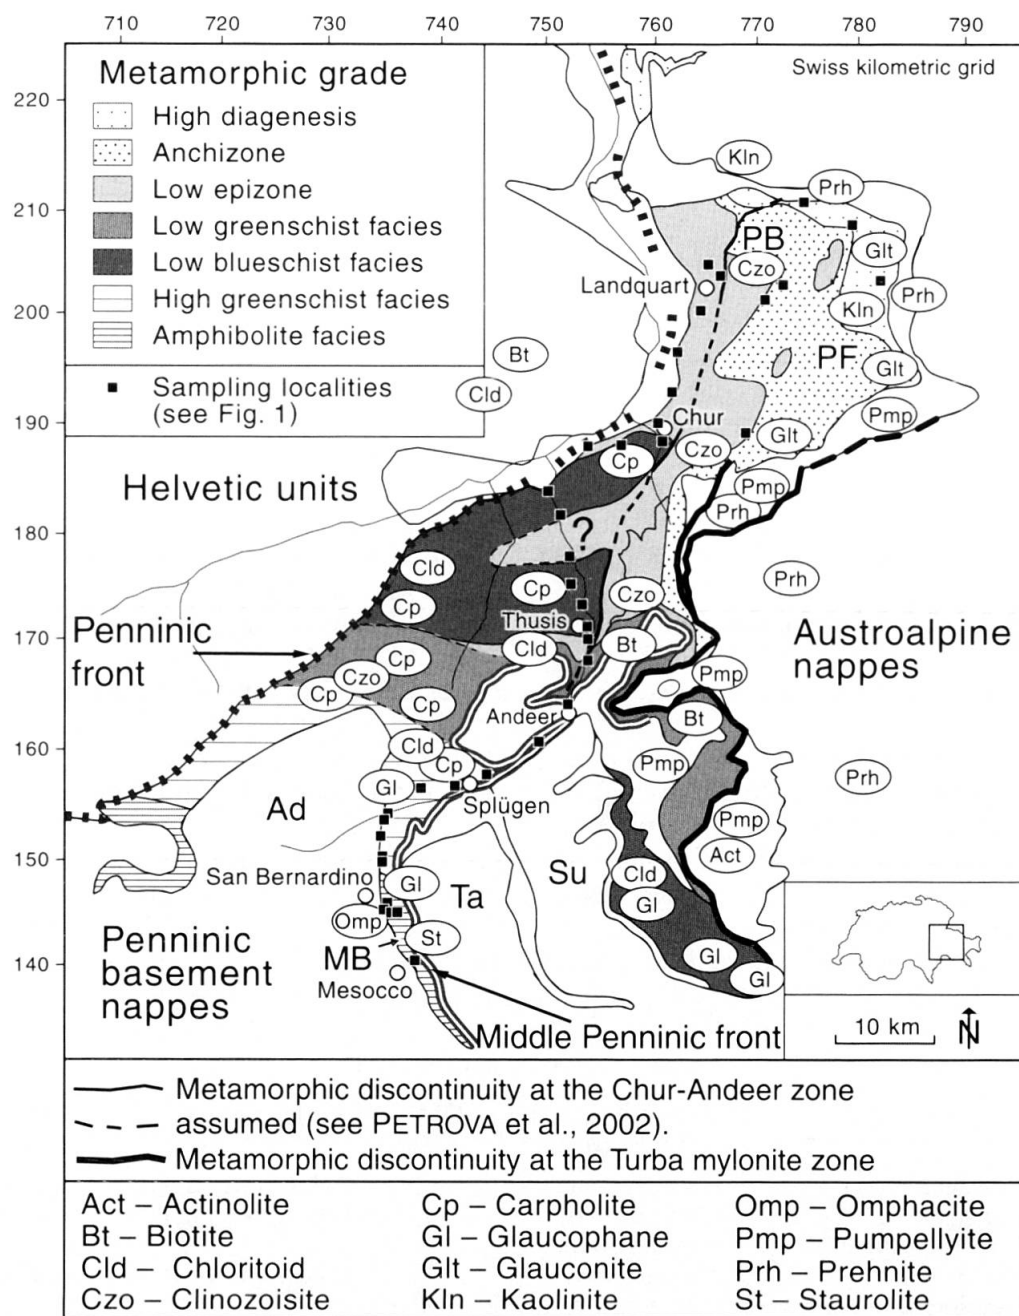 710 720 730 740 750 760 770 780 790
Swiss kilometric grid
Metamorphic grade
High diagenesis
Anchizone
Low epizone
Low greenschist facies
Low blueschist facies
High greenschist facies
Amphibolite facies
Sampling localities
(see Fig. 1)
220
210
200
190
180
170
160
150
140
Kln
Prh
PB
Glt
Czo
Landquart
Prh
Kln
Bt
PF
Glt
Cld
Pmp
Chur
Glt
Czo
Cp
Helvetic units
Pmp
Prh
?
Cld
Prh
Cp
Czo
Cp
Thusis
Penninic
front
Austroalpine
nappes
Bt
Cld
Cp
Czo
Pmp
Cp
Cp
Andeer
Bt
Cld
Cp
Pmp
Prh
Gl
Splügen
Ad
Pmp
Act
Su
Cld
San Bernardino
Gl
Ta
Gl
Omp
St
Penninic
basement
nappes
MB
Gl
Gl
Mesocco
Middle Penninic front
10 km
N
Metamorphic discontinuity at the Chur-Andeer zone
assumed (see PETROVA et al., 2002).
Metamorphic discontinuity at the Turba mylonite zone
Act – Actinolite
Bt – Biotite
Cld – Chloritoid
Czo – Clinozoisite
Cp – Carpholite
Gl – Glaucophane
Glt – Glauconite
Kln – Kaolinite
Omp – Omphacite
Pmp – Pumpellyite
Prh – Prehnite
St – Staurolite